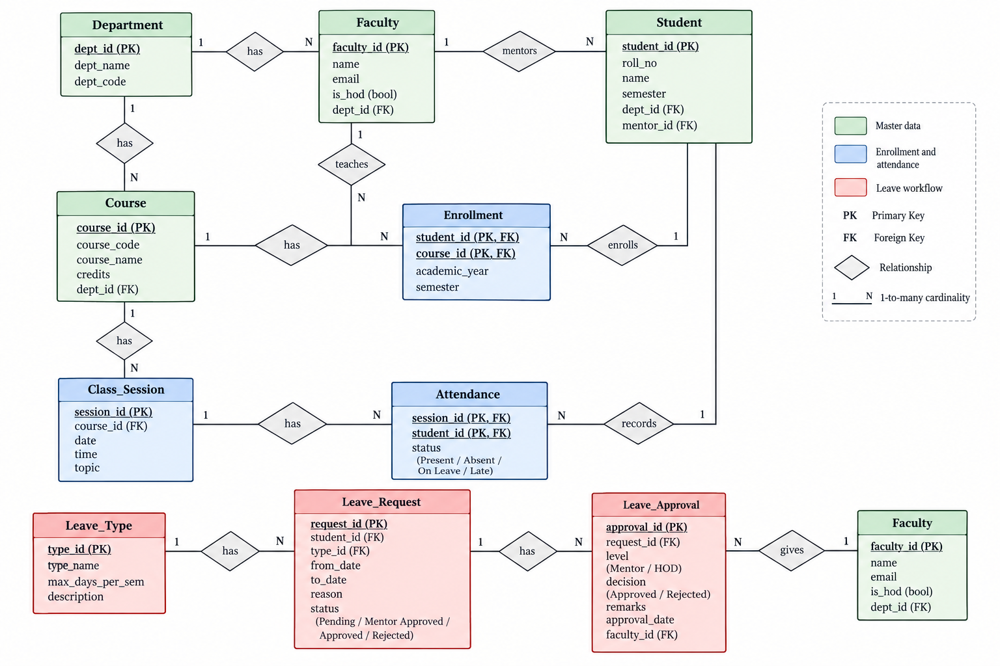 Department
dept_id (PK)
dept_name
dept_code
1
has
N
Faculty
faculty_id (PK)
name
email
is_hod (bool)
dept_id (FK)
1
mentors
N
Student
student_id (PK)
roll_no
name
semester
dept_id (FK)
mentor_id (FK)
1
has
N
1
teaches
N
Course
course_id (PK)
course_code
course_name
credits
dept_id (FK)
1
has
N
Enrollment
student_id (PK, FK)
course_id (PK, FK)
academic_year
semester
N
enrolls
1
Master data
Enrollment and
attendance
Leave workflow
PK Primary Key
FK Foreign Key
Relationship
1 N 1-to-many cardinality
1
has
N
Class_Session
session_id (PK)
course_id (FK)
date
time
topic
1
has
N
Attendance
session_id (PK, FK)
student_id (PK, FK)
status
(Present / Absent /
On Leave / Late)
N
records
1
Leave_Type
type_id (PK)
type_name
max_days_per_sem
description
1
has
N
Leave_Request
request_id (PK)
student_id (FK)
type_id (FK)
from_date
to_date
reason
status
(Pending / Mentor Approved /
Approved / Rejected)
1
has
N
Leave_Approval
approval_id (PK)
request_id (FK)
level
(Mentor / HOD)
decision
(Approved / Rejected)
remarks
approval_date
faculty_id (FK)
N
gives
1
Faculty
faculty_id (PK)
name
email
is_hod (bool)
dept_id (FK)